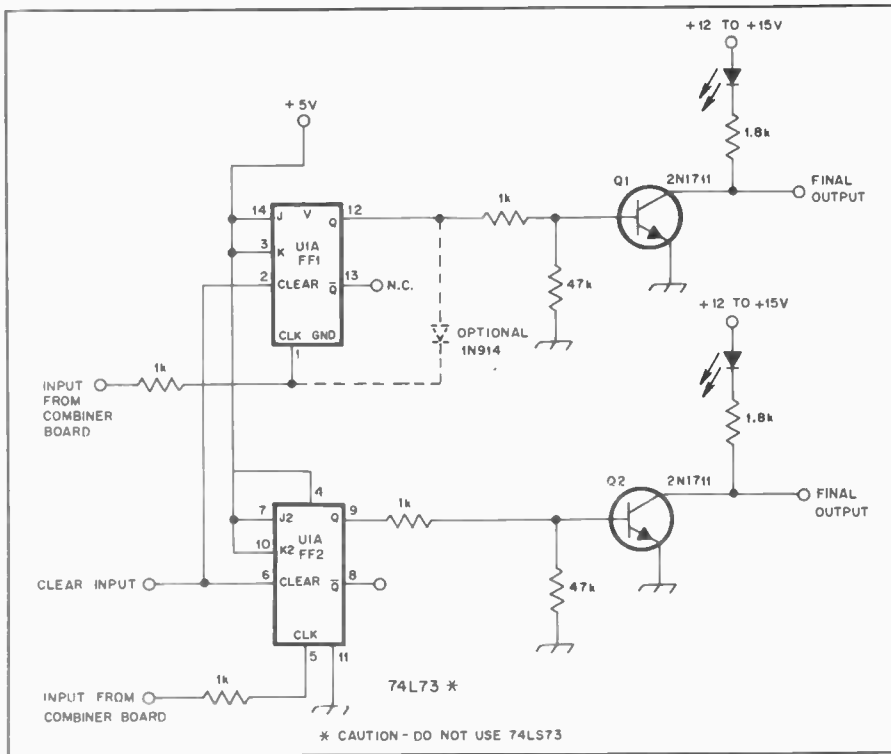 +12 TO +15V
+5V
1.8k
Q1
2N1711
FINAL
OUTPUT
14 J V Q 12
1k
3 K
U1A
FF1
2 CLEAR Q 13 N.C.
47k
CLK GND
1
OPTIONAL
1N914
+12 TO +15V
1k
INPUT
FROM
COMBINER
BOARD
1.8k
4
Q2
2N1711
FINAL
OUTPUT
7 J2 Q 9
1k
10 K2
U1A
FF2
CLEAR INPUT
6 CLEAR Q 8
47k
CLK
5 11
1k
74L73 *
INPUT FROM
COMBINER BOARD
* CAUTION - DO NOT USE 74LS73